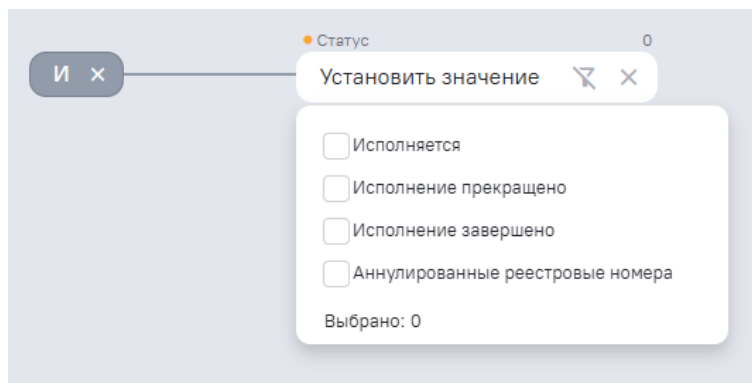 Статус 0
И ×
Установить значение ×
Исполняется
Исполнение прекращено
Исполнение завершено
Аннулированные реестровые номера
Выбрано: 0